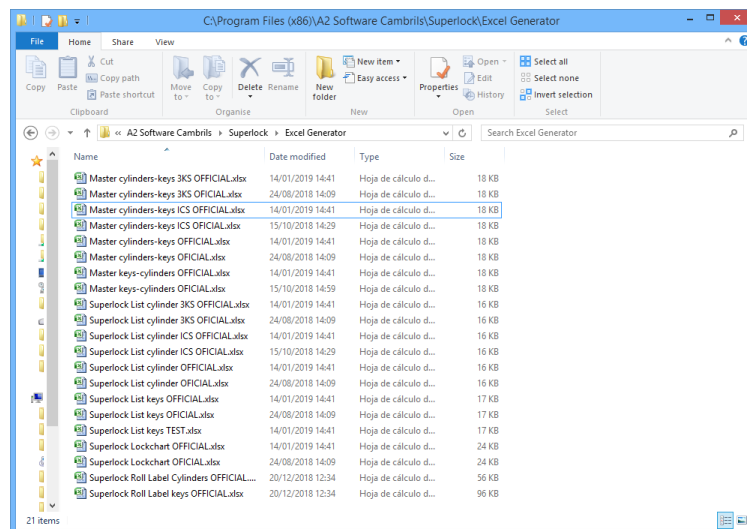 C:\Program Files (x86)\A2 Software Cambrils\Superlock\Excel Generator
File Home Share View
Copy Paste Cut Copy path Paste shortcut Move to Copy to Delete Rename New folder New item Easy access Properties Open Edit History Select all Select none Invert selection
Clipboard Organise New Open Select
« A2 Software Cambrils Superlock Excel Generator Search Excel Generator
Name Date modified Type Size
Master cylinders-keys 3KS OFFICIAL.xlsx 14/01/2019 14:41 Hoja de cálculo d... 18 KB
Master cylinders-keys 3KS OFICIAL.xlsx 24/08/2018 14:09 Hoja de cálculo d... 18 KB
Master cylinders-keys ICS OFFICIAL.xlsx 14/01/2019 14:41 Hoja de cálculo d... 18 KB
Master cylinders-keys ICS OFICIAL.xlsx 15/10/2018 14:29 Hoja de cálculo d... 18 KB
Master cylinders-keys OFFICIAL.xlsx 14/01/2019 14:41 Hoja de cálculo d... 18 KB
Master cylinders-keys OFICIAL.xlsx 24/08/2018 14:09 Hoja de cálculo d... 18 KB
Master keys-cylinders OFFICIAL.xlsx 14/01/2019 14:41 Hoja de cálculo d... 18 KB
Master keys-cylinders OFICIAL.xlsx 15/10/2018 14:59 Hoja de cálculo d... 18 KB
Superlock List cylinder 3KS OFFICIAL.xlsx 14/01/2019 14:41 Hoja de cálculo d... 16 KB
Superlock List cylinder 3KS OFICIAL.xlsx 24/08/2018 14:09 Hoja de cálculo d... 16 KB
Superlock List cylinder ICS OFFICIAL.xlsx 14/01/2019 14:41 Hoja de cálculo d... 16 KB
Superlock List cylinder ICS OFICIAL.xlsx 15/10/2018 14:29 Hoja de cálculo d... 16 KB
Superlock List cylinder OFFICIAL.xlsx 14/01/2019 14:41 Hoja de cálculo d... 16 KB
Superlock List cylinder OFICIAL.xlsx 24/08/2018 14:09 Hoja de cálculo d... 16 KB
Superlock List keys OFFICIAL.xlsx 14/01/2019 14:41 Hoja de cálculo d... 17 KB
Superlock List keys OFICIAL.xlsx 24/08/2018 14:09 Hoja de cálculo d... 17 KB
Superlock List keys TEST.xlsx 14/01/2019 14:41 Hoja de cálculo d... 17 KB
Superlock Lockchart OFFICIAL.xlsx 14/01/2019 14:41 Hoja de cálculo d... 24 KB
Superlock Lockchart OFICIAL.xlsx 24/08/2018 14:09 Hoja de cálculo d... 24 KB
Superlock Roll Label Cylinders OFFICIAL.... 20/12/2018 12:34 Hoja de cálculo d... 56 KB
Superlock Roll Label keys OFFICIAL.xlsx 20/12/2018 12:34 Hoja de cálculo d... 96 KB
21 items